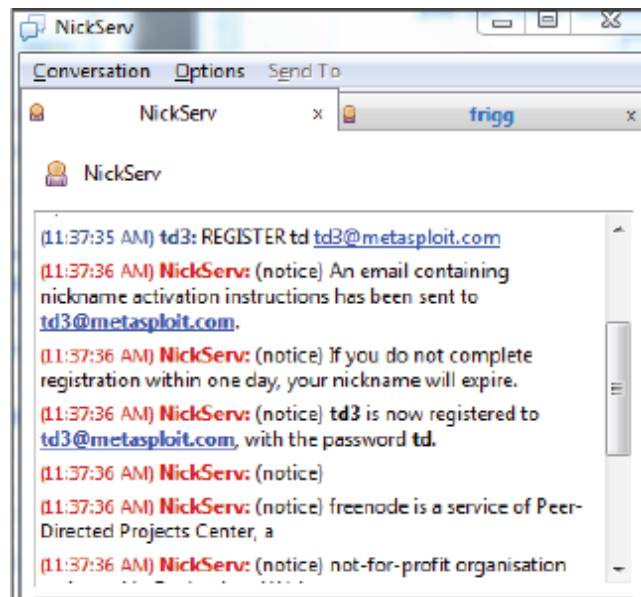 NickServ
Conversation Options Send To
NickServ x frigg x
NickServ
(11:37:35 AM) td3: REGISTER td td3@metasploit.com
(11:37:36 AM) NickServ: (notice) An email containing
nickname activation instructions has been sent to
td3@metasploit.com.
(11:37:36 AM) NickServ: (notice) If you do not complete
registration within one day, your nickname will expire.
(11:37:36 AM) NickServ: (notice) td3 is now registered to
td3@metasploit.com, with the password td.
(11:37:36 AM) NickServ: (notice)
(11:37:36 AM) NickServ: (notice) freenode is a service of Peer-
Directed Projects Center, a
(11:37:36 AM) NickServ: (notice) not-for-profit organisation